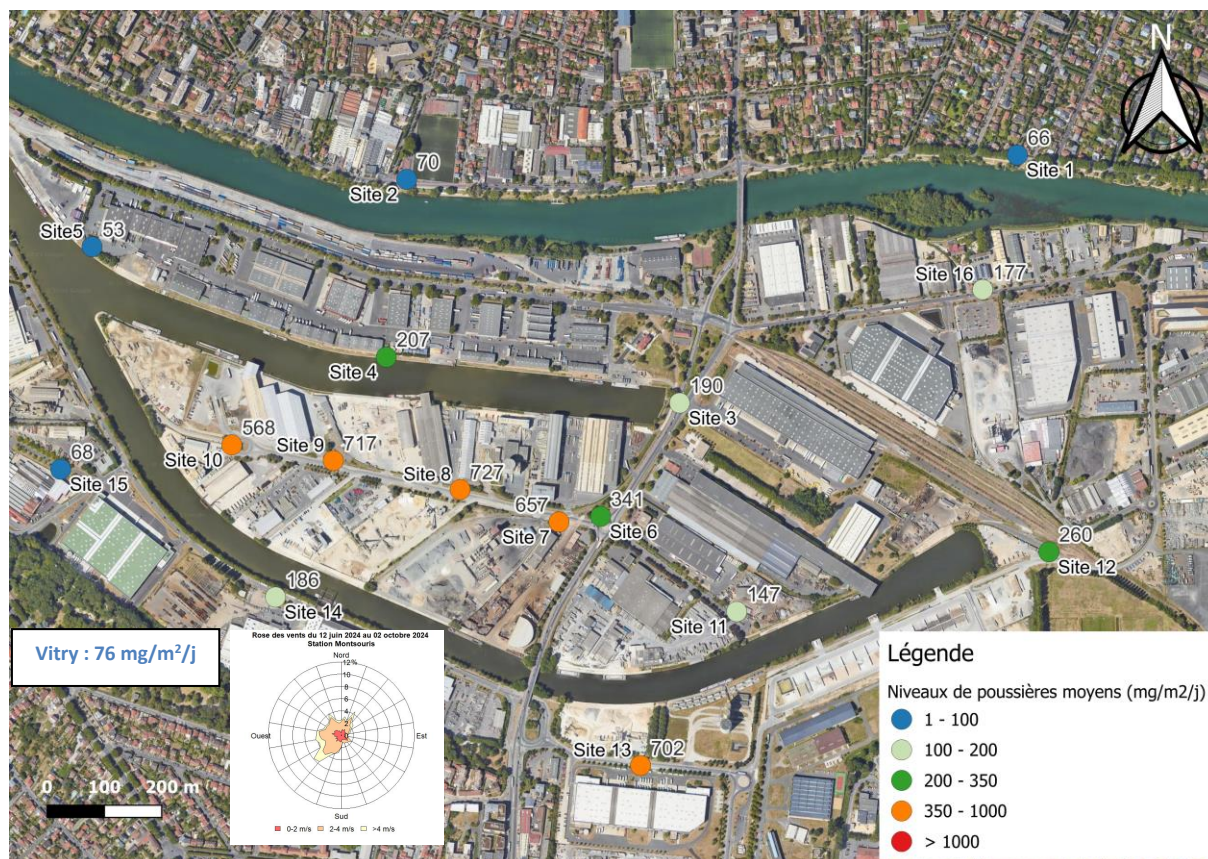 N
66
Site 1
70
Site 2
Site5
53
Site 16
177
207
Site 4
190
Site 3
568
Site 10
Site 9
717
Site 8
727
68
Site 15
657
Site 7
341
Site 6
260
Site 12
186
Site 14
147
Site 11
Site 13
702
Vitry : 76 mg/m²/j
Rose des vents du 12 juin 2024 au 02 octobre 2024
Station Montsouris
Nord
12%
10
8
6
4
2
0
Ouest
Est
Sud
0-2 m/s
2-4 m/s
>4 m/s
0 100 200 m
Légende
Niveaux de poussières moyens (mg/m2/j)
1 - 100
100 - 200
200 - 350
350 - 1000
> 1000